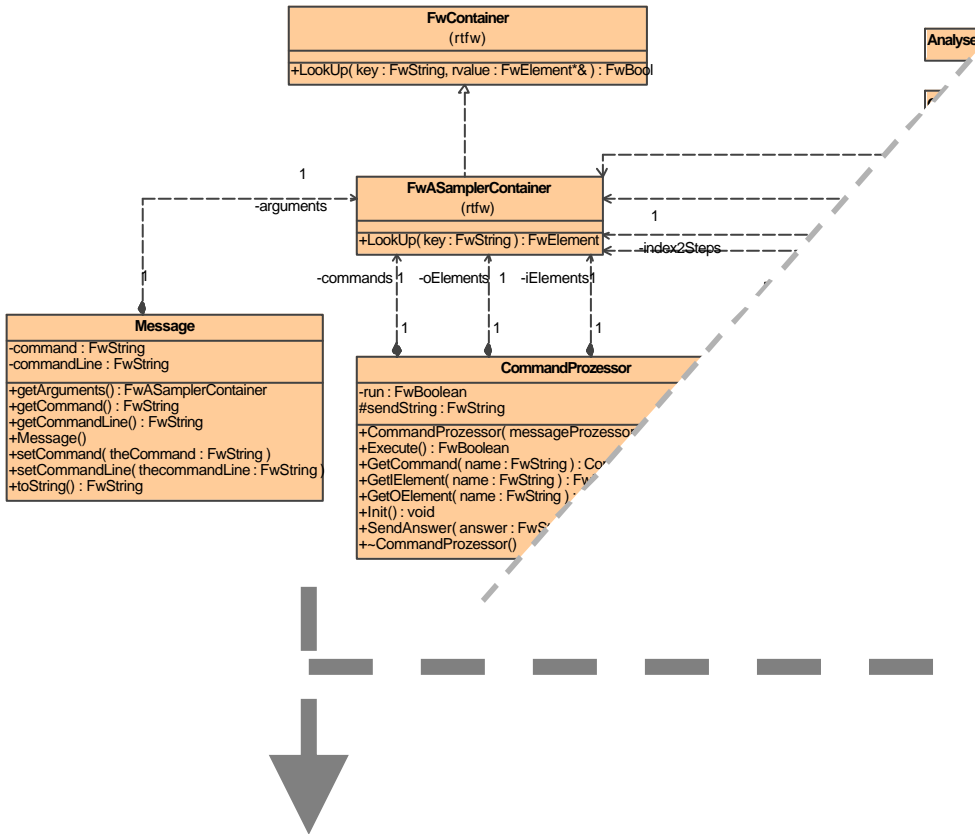 FwContainer
(rtfw)
+LookUp( key : FwString, rvalue : FwElement*& ) : FwBool
Analyse
1
-arguments
FwASamplerContainer
(rtfw)
+LookUp( key : FwString ) : FwElement
1
-index2Steps
-commands 1
-oElements 1
-iElements 1
1
1
1
1
Message
-command : FwString
-commandLine : FwString
+getArguments() : FwASamplerContainer
+getCommand() : FwString
+getCommandLine() : FwString
+Message()
+setCommand( theCommand : FwString )
+setCommandLine( thecommandLine : FwString )
+toString() : FwString
CommandProzessor
-run : FwBoolean
#sendString : FwString
+CommandProzessor( messageProzessor
+Execute() : FwBoolean
+GetCommand( name : FwString ) :
+GetIElement( name : FwString ) :
+GetOElement( name : FwString ) :
+Init() : void
+SendAnswer( answer :
+~CommandProzessor()